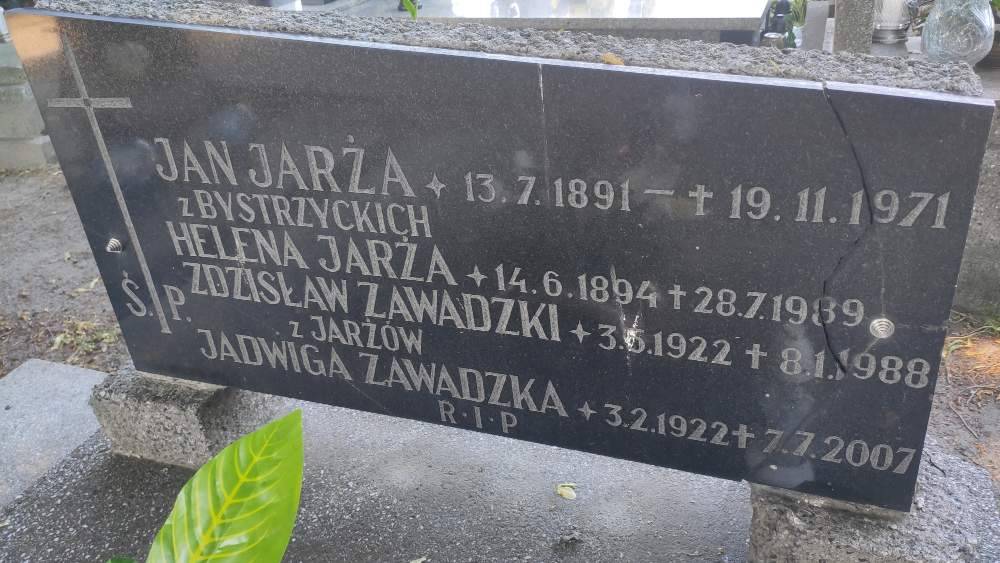 JAN JARŻA ✦ 13.7.1891 – † 19.11.1971
z BYSTRZYCKICH
HELENA JARŻA ✦ 14.6.1894 † 28.7.1989
ZDZISŁAW ZAWADZKI ✦ 3.5.1922 † 8.1.1988
z JARŻÓW
Ś.P.
JADWIGA ZAWADZKA ✦ 3.2.1922 † 7.7.2007
R·I·P